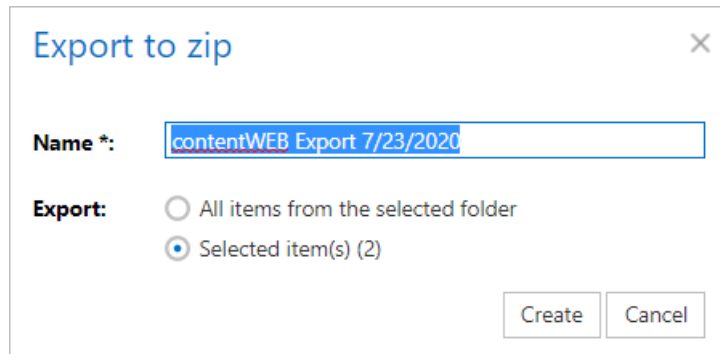 Export to zip
Name *: contentWEB Export 7/23/2020
Export: All items from the selected folder
Selected item(s) (2)
Create Cancel